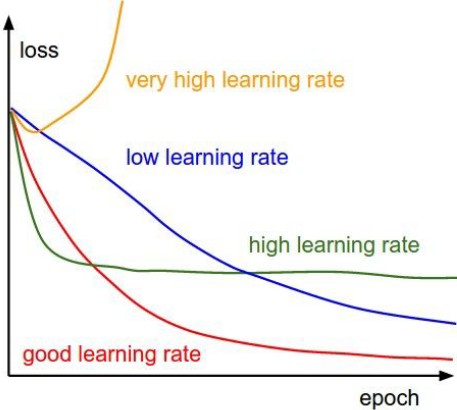 loss
very high learning rate
low learning rate
high learning rate
good learning rate
epoch